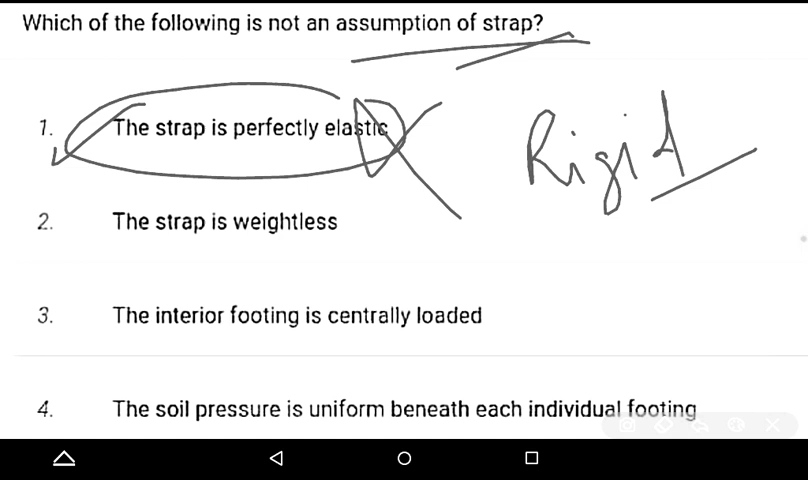 Which of the following is not an assumption of strap?
1. The strap is perfectly elastic
Rigid
2. The strap is weightless
3. The interior footing is centrally loaded
4. The soil pressure is uniform beneath each individual footing